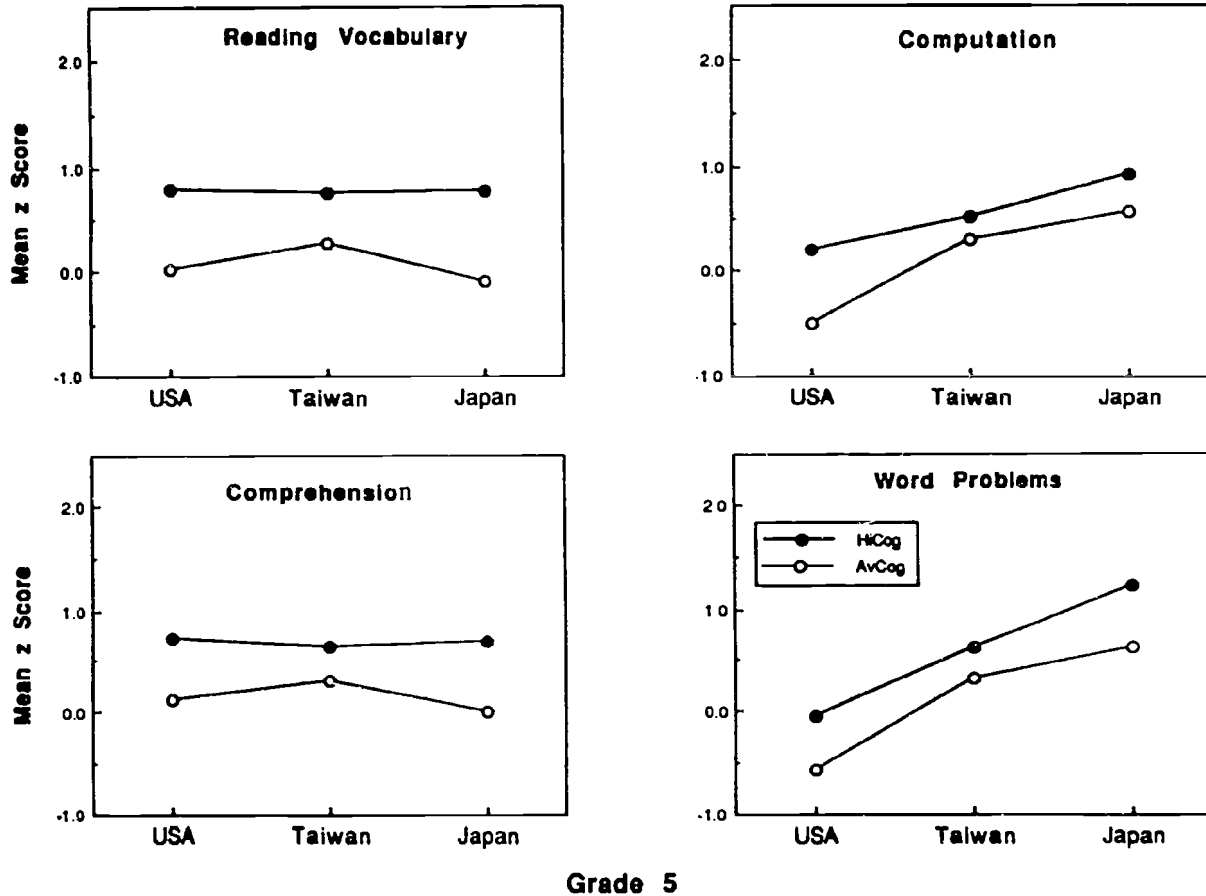 Reading Vocabulary
Mean z Score
2.0
1.0
0.0
-1.0
USA Taiwan Japan
Computation
2.0
1.0
0.0
-1 0
USA Taiwan Japan
Comprehension
Mean z Score
2.0
1.0
0.0
-1.0
USA Taiwan Japan
Word Problems
HiCog
AvCog
2 0
1 0
0.0
-1.0
USA Taiwan Japan
Grade 5